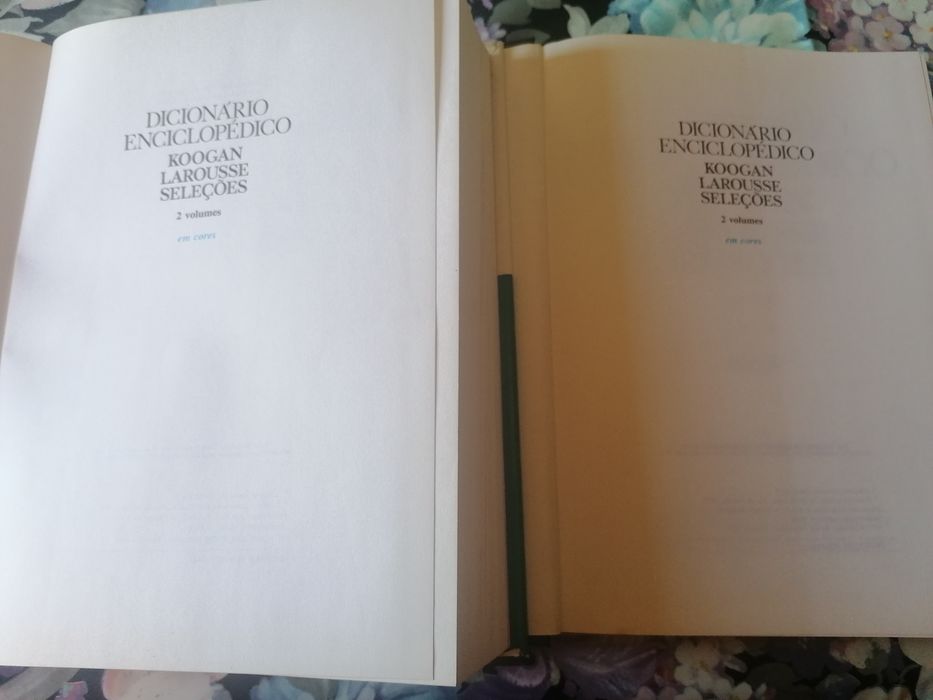 DICIONÁRIO
ENCICLOPÉDICO
KOOGAN
LAROUSSE
SELEÇÕES
2 volumes
em cores
DICIONÁRIO
ENCICLOPÉDICO
KOOGAN
LAROUSSE
SELEÇÕES
2 volumes
em cores